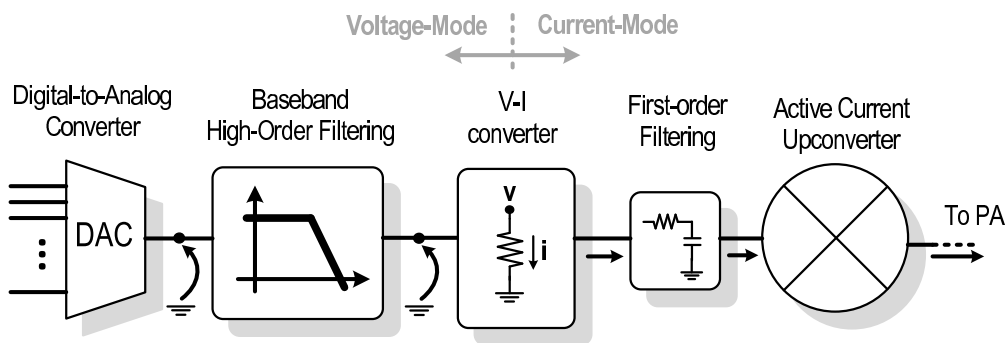 Voltage-Mode
Current-Mode
Digital-to-Analog
Converter
Baseband
High-Order Filtering
V-I
converter
First-order
Filtering
Active Current
Upconverter
DAC
v
i
To PA